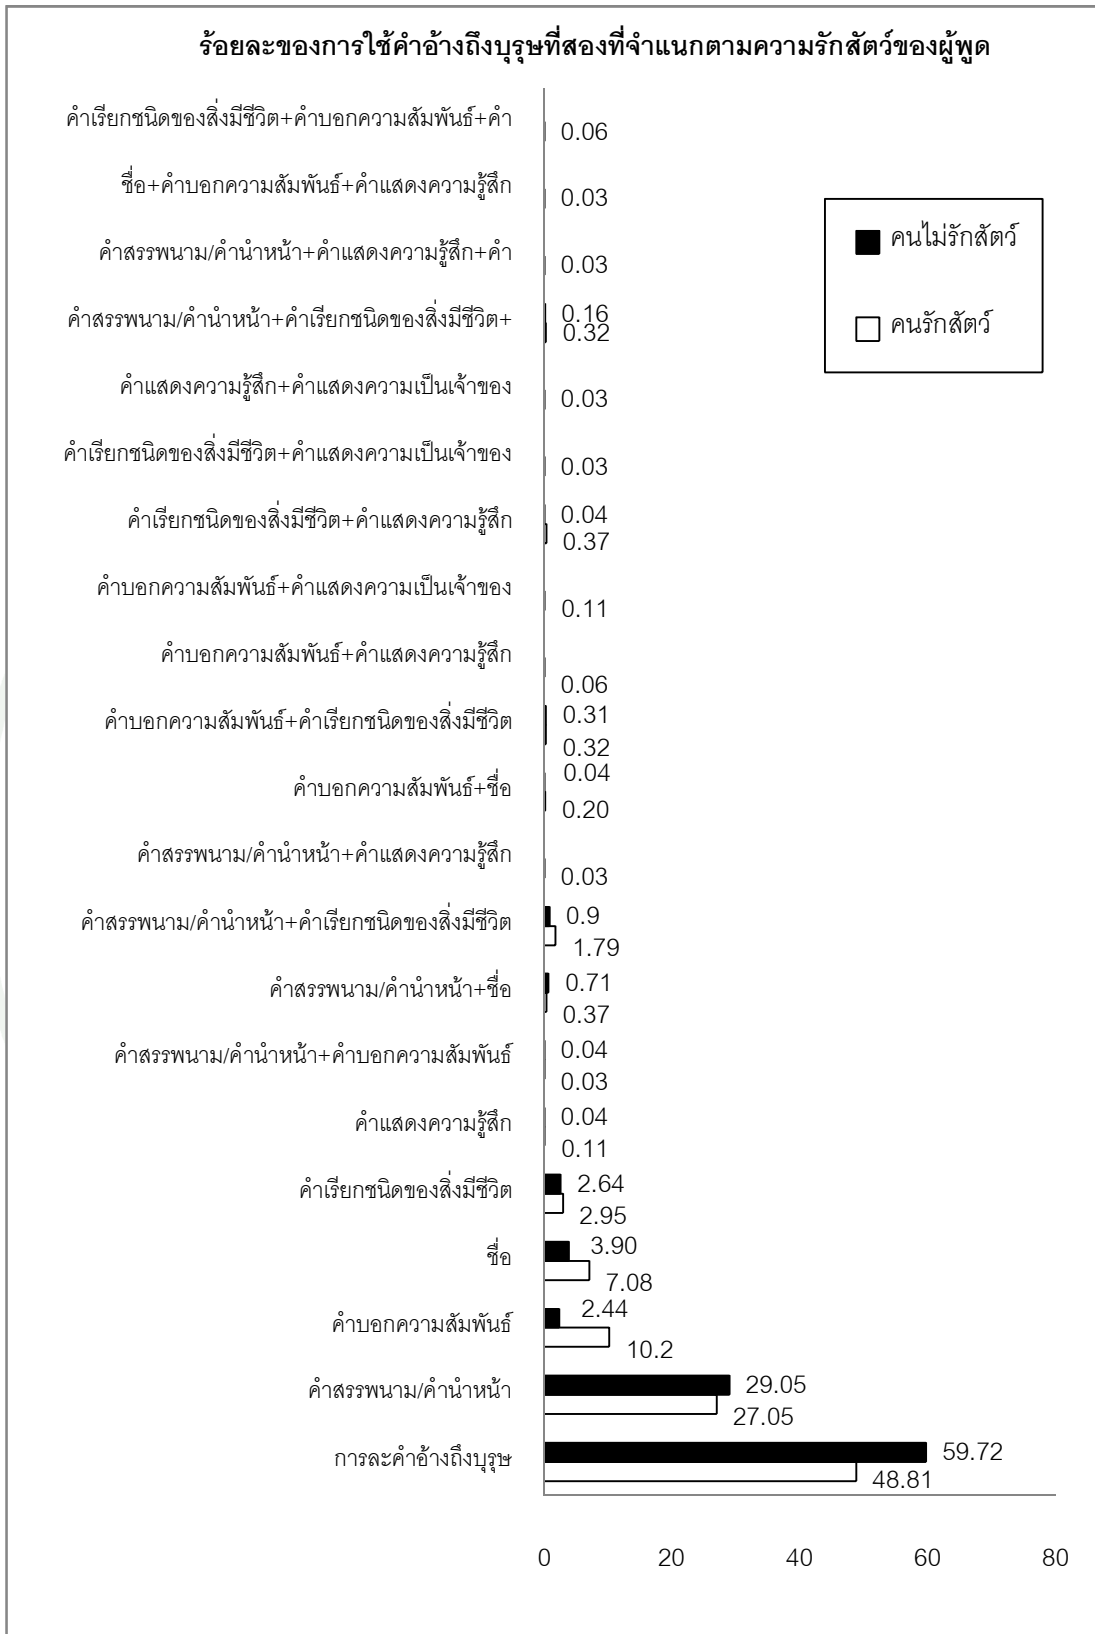 ร้อยละของการใช้คำอ้างถึงบุรุษที่สองที่จำแนกตามความรักสัตว์ของผู้พูด
คำเรียกชนิดของสิ่งมีชีวิต+คำบอกความสัมพันธ์+คำ
0.06
ชื่อ+คำบอกความสัมพันธ์+คำแสดงความรู้สึก
0.03
คำสรรพนาม/คำนำหน้า+คำแสดงความรู้สึก+คำ
0.03
คำสรรพนาม/คำนำหน้า+คำเรียกชนิดของสิ่งมีชีวิต+
0.16
0.32
คำแสดงความรู้สึก+คำแสดงความเป็นเจ้าของ
0.03
คำเรียกชนิดของสิ่งมีชีวิต+คำแสดงความเป็นเจ้าของ
0.03
คำเรียกชนิดของสิ่งมีชีวิต+คำแสดงความรู้สึก
0.04
0.37
คำบอกความสัมพันธ์+คำแสดงความเป็นเจ้าของ
0.11
คำบอกความสัมพันธ์+คำแสดงความรู้สึก
0.06
คำบอกความสัมพันธ์+คำเรียกชนิดของสิ่งมีชีวิต
0.31
0.32
คำบอกความสัมพันธ์+ชื่อ
0.04
0.20
คำสรรพนาม/คำนำหน้า+คำแสดงความรู้สึก
0.03
คำสรรพนาม/คำนำหน้า+คำเรียกชนิดของสิ่งมีชีวิต
0.9
1.79
คำสรรพนาม/คำนำหน้า+ชื่อ
0.71
0.37
คำสรรพนาม/คำนำหน้า+คำบอกความสัมพันธ์
0.04
0.03
คำแสดงความรู้สึก
0.04
0.11
คำเรียกชนิดของสิ่งมีชีวิต
2.64
2.95
ชื่อ
3.90
7.08
คำบอกความสัมพันธ์
2.44
10.2
คำสรรพนาม/คำนำหน้า
29.05
27.05
การละคำอ้างถึงบุรุษ
59.72
48.81
0 20 40 60 80
คนไม่รักสัตว์
คนรักสัตว์